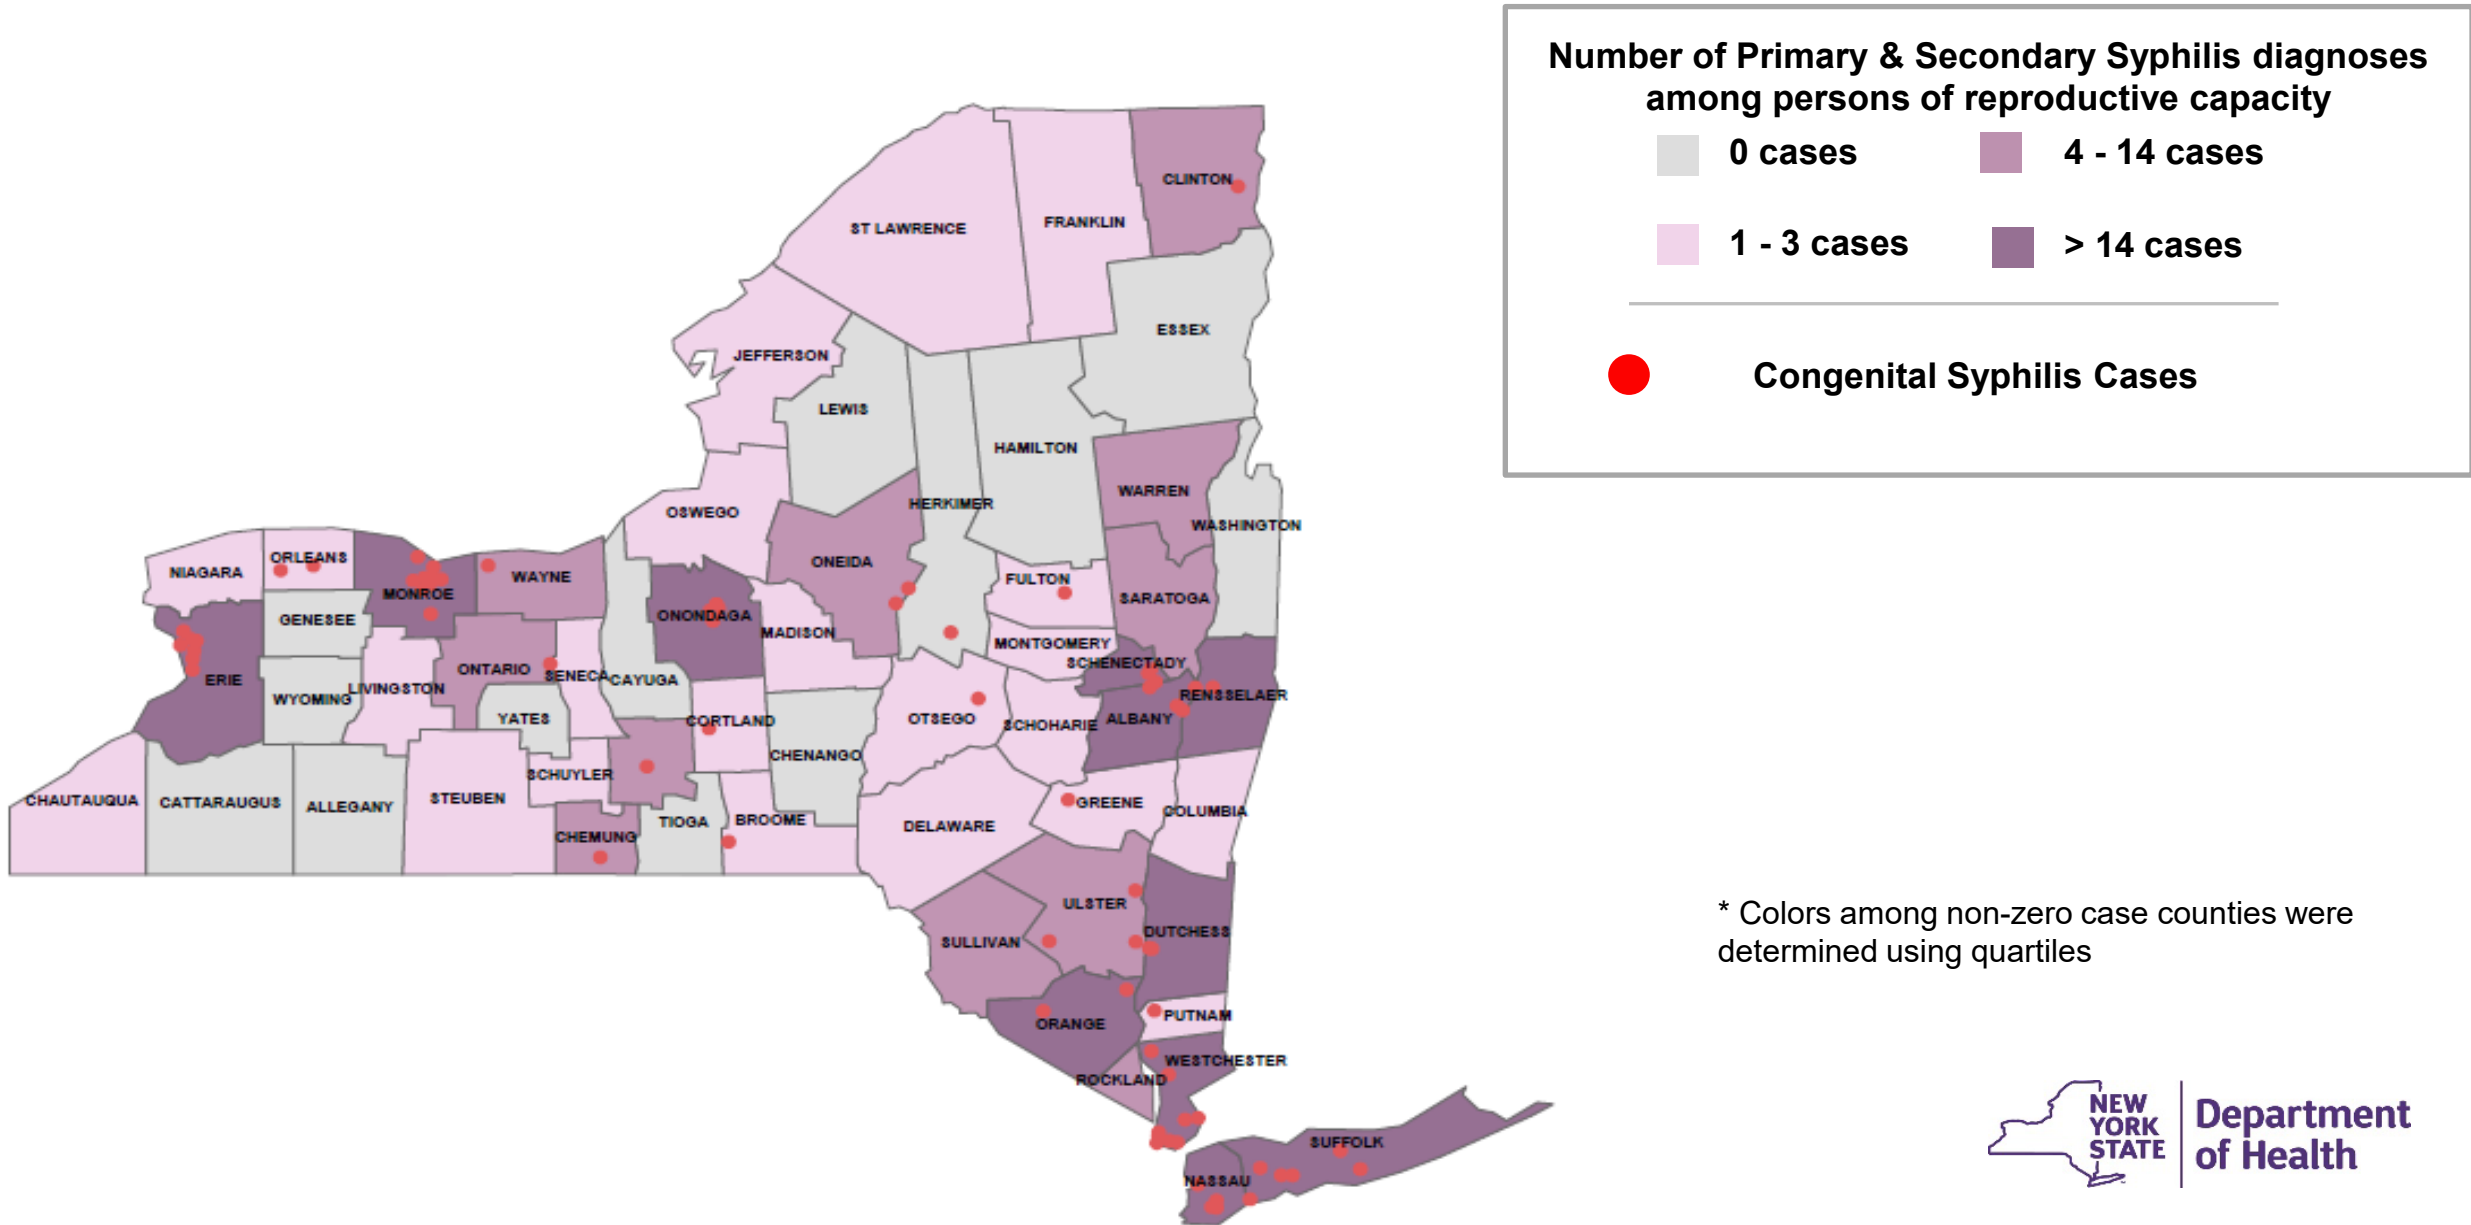 Number of Primary & Secondary Syphilis diagnoses
among persons of reproductive capacity
0 cases
4 - 14 cases
1 - 3 cases
> 14 cases
Congenital Syphilis Cases
CLINTON
FRANKLIN
ST LAWRENCE
ESSEX
JEFFERSON
LEWIS
HAMILTON
WARREN
HERKIMER
OSWEGO
WASHINGTON
ORLEANS
ONEIDA
NIAGARA
WAYNE
FULTON
MONROE
SARATOGA
ONONDAGA
GENESEE
MADISON
MONTGOMERY
SCHENECTADY
ONTARIO
SENECA
CAYUGA
ERIE
LIVINGSTON
WYOMING
RENSSELAER
YATES
CORTLAND
OTSEGO
SCHOHARIE
ALBANY
CHENANGO
SCHUYLER
CHAUTAUQUA
CATTARAUGUS
ALLEGANY
STEUBEN
GREENE
COLUMBIA
TIOGA
BROOME
DELAWARE
CHEMUNG
ULSTER
DUTCHESS
SULLIVAN
ORANGE
PUTNAM
WESTCHESTER
ROCKLAND
SUFFOLK
NASSAU
* Colors among non-zero case counties were
determined using quartiles
NEW
YORK
STATE
Department
of Health